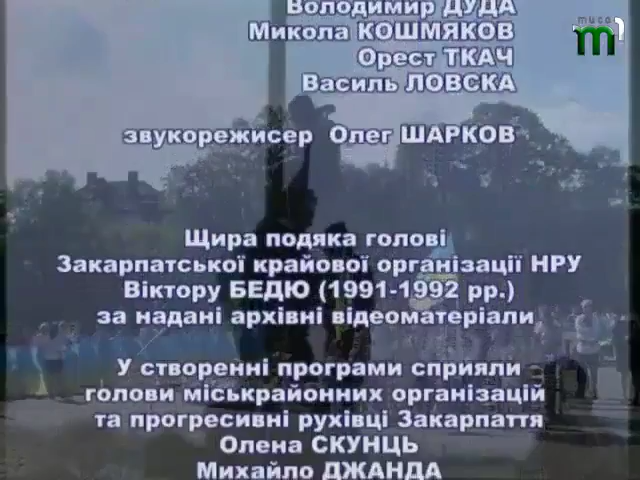 Володимир ДУДА
Микола КОШМЯКОВ
Орест ТКАЧ
Василь ЛОВСКА
звукорежисер Олег ШАРКОВ
Щира подяка голові
Закарпатської крайової організації НРУ
Віктору БЕДЮ (1991-1992 рр.)
за надані архівні відеоматеріали
У створенні програми сприяли
голови міськрайонних організацій
та прогресивні рухівці Закарпаття
Олена СКУНЦЬ
Михайло ДЖАНДА